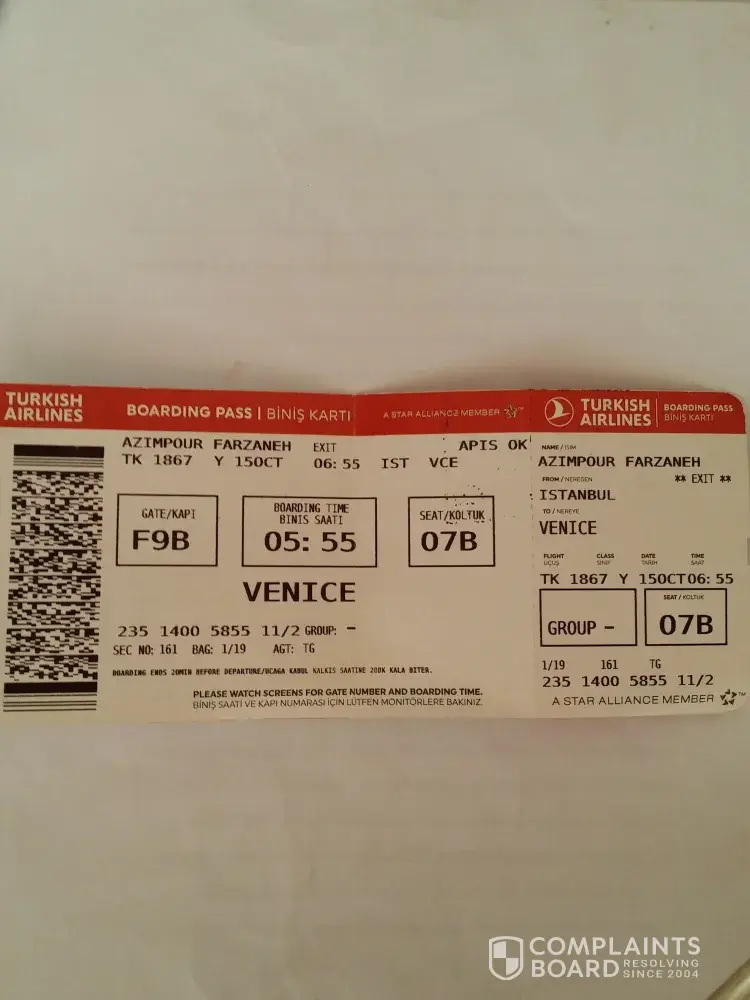 TURKISH
AIRLINES
BOARDING PASS | BİNİŞ KARTI
A STAR ALLIANCE MEMBER
AZIMPOUR FARZANEH EXIT APIS OK
TK 1867 Y 15OCT 06:55 IST VCE
GATE/KAPI
F9B
BOARDING TIME
BINIS SAATI
05:55
SEAT/KOLTUK
07B
VENICE
235 1400 5855 11/2 GROUP: -
SEC NO: 161 BAG: 1/19 AGT: TG
BOARDING ENDS 20MIN BEFORE DEPARTURE/UCAGA KABUL KALKIS SAATINE 20DK KALA BITER.
PLEASE WATCH SCREENS FOR GATE NUMBER AND BOARDING TIME.
BİNİŞ SAATİ VE KAPI NUMARASI İÇİN LÜTFEN MONİTÖRLERE BAKINIZ.
TURKISH
AIRLINES
BOARDING PASS
BİNİŞ KARTI
NAME / İSİM
AZIMPOUR FARZANEH
FROM / NEREDEN
** EXIT **
ISTANBUL
TO / NEREYE
VENICE
FLIGHT CLASS DATE TIME
UÇUŞ SINIF TARİH SAAT
TK 1867 Y 15OCT06:55
GROUP -
SEAT / KOLTUK
07B
1/19 161 TG
235 1400 5855 11/2
A STAR ALLIANCE MEMBER
COMPLAINTS
BOARD RESOLVING
SINCE 2004